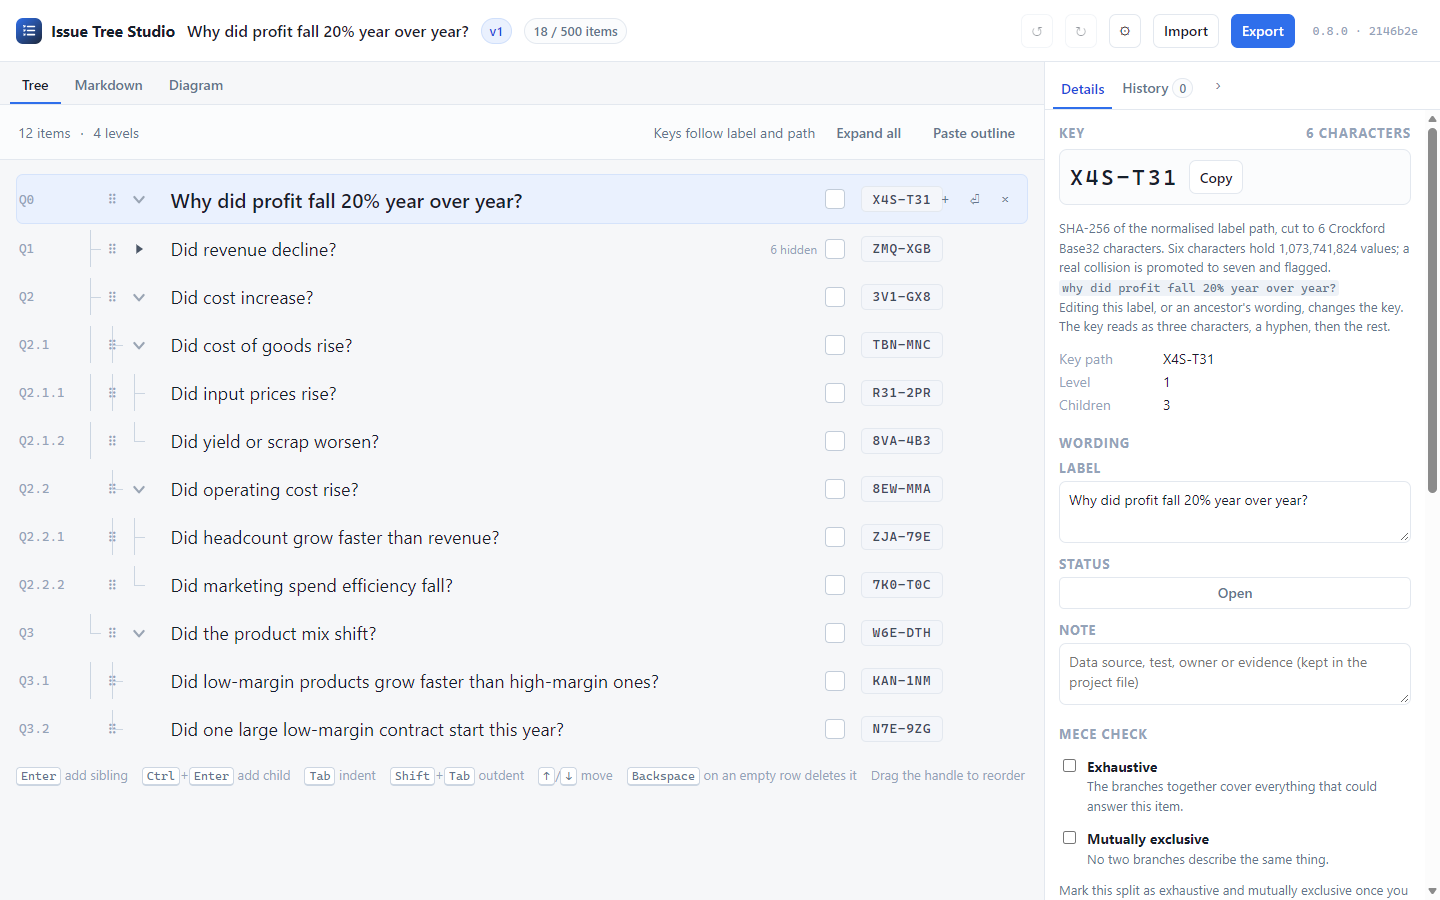 Issue Tree Studio Why did profit fall 20% year over year? v1 18 / 500 items ↺ ↻ ⚙ Import Export 0.8.0 · 2146b2e
Tree Markdown Diagram
12 items · 4 levels Keys follow label and path Expand all Paste outline
Q0 Why did profit fall 20% year over year? X4S-T31 + ⏎ ×
Q1 Did revenue decline? 6 hidden ZMQ-XGB
Q2 Did cost increase? 3V1-GX8
Q2.1 Did cost of goods rise? TBN-MNC
Q2.1.1 Did input prices rise? R31-2PR
Q2.1.2 Did yield or scrap worsen? 8VA-4B3
Q2.2 Did operating cost rise? 8EW-MMA
Q2.2.1 Did headcount grow faster than revenue? ZJA-79E
Q2.2.2 Did marketing spend efficiency fall? 7K0-T0C
Q3 Did the product mix shift? W6E-DTH
Q3.1 Did low-margin products grow faster than high-margin ones? KAN-1NM
Q3.2 Did one large low-margin contract start this year? N7E-9ZG
Enter add sibling Ctrl+Enter add child Tab indent Shift+Tab outdent ↑/↓ move Backspace on an empty row deletes it Drag the handle to reorder
Details History 0 ›
KEY 6 CHARACTERS
X4S-T31 Copy
SHA-256 of the normalised label path, cut to 6 Crockford
Base32 characters. Six characters hold 1,073,741,824 values; a
real collision is promoted to seven and flagged.
why did profit fall 20% year over year?
Editing this label, or an ancestor's wording, changes the key.
The key reads as three characters, a hyphen, then the rest.
Key path X4S-T31
Level 1
Children 3
WORDING
LABEL
Why did profit fall 20% year over year?
STATUS
Open
NOTE
Data source, test, owner or evidence (kept in the
project file)
MECE CHECK
Exhaustive
The branches together cover everything that could
answer this item.
Mutually exclusive
No two branches describe the same thing.
Mark this split as exhaustive and mutually exclusive once you